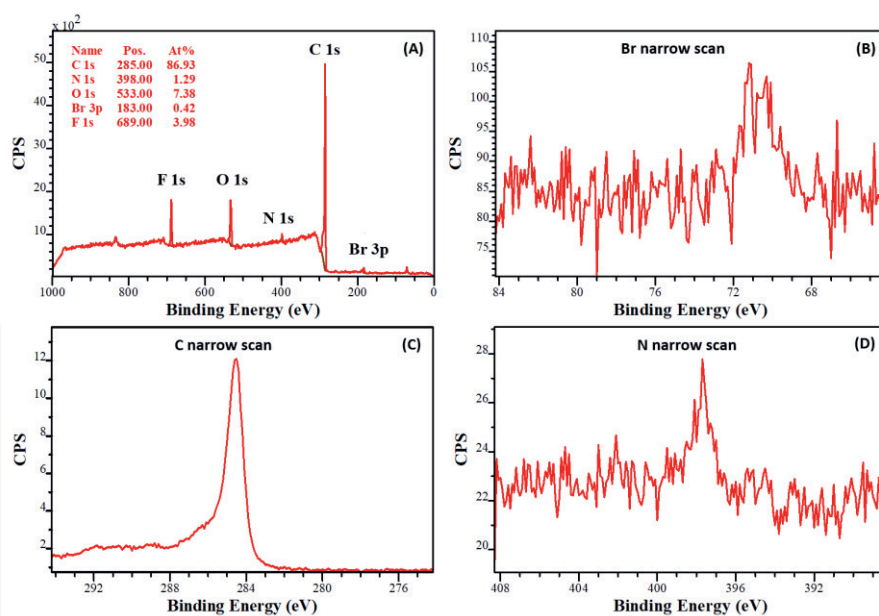 x 10²
(A)
Name Pos. At%
C 1s 285.00 86.93
N 1s 398.00 1.29
O 1s 533.00 7.38
Br 3p 183.00 0.42
F 1s 689.00 3.98
C 1s
F 1s
O 1s
N 1s
Br 3p
50
40
30
20
10
CPS
1000 800 600 400 200 0
Binding Energy (eV)
Br narrow scan
(B)
105
100
95
90
85
80
75
CPS
84 80 76 72 68
Binding Energy (eV)
C narrow scan
(C)
12
10
8
6
4
2
CPS
292 288 284 280 276
Binding Energy (eV)
N narrow scan
(D)
28
26
24
22
20
CPS
408 404 400 396 392
Binding Energy (eV)